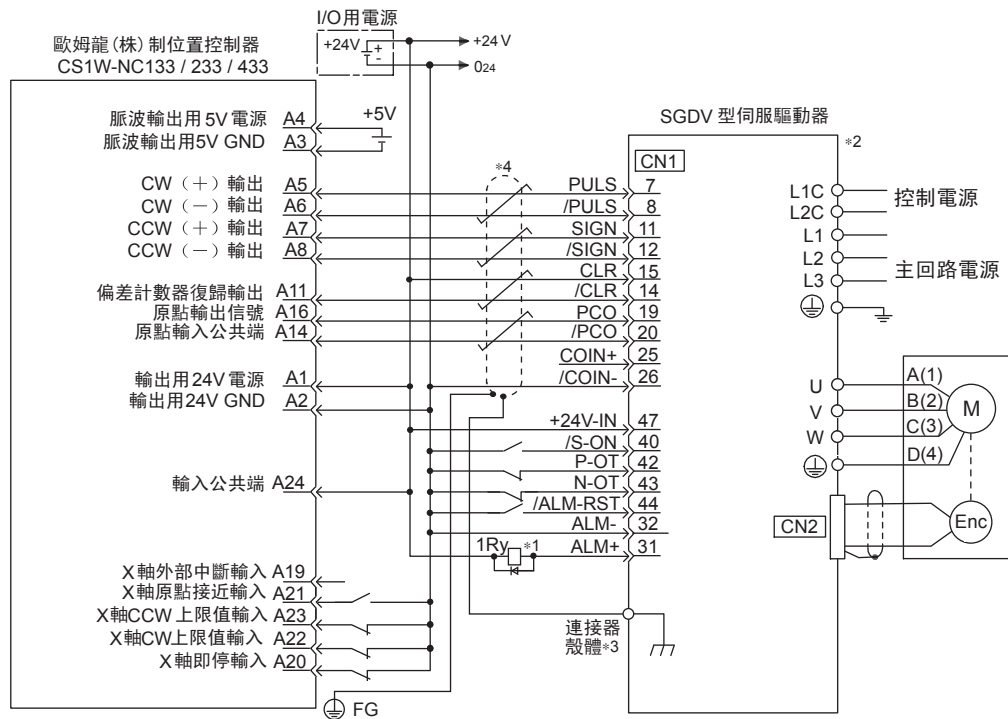 I/O用電源
+24V
+
-
+24V
024
歐姆龍(株)制位置控制器
CS1W-NC133 / 233 / 433
脈波輸出用5V電源 A4
脈波輸出用5V GND A3
+5V
CW（+）輸出 A5
CW（－）輸出 A6
CCW（+）輸出 A7
CCW（－）輸出 A8
偏差計數器復歸輸出 A11
原點輸出信號 A16
原點輸入公共端 A14
輸出用24V電源 A1
輸出用24V GND A2
輸入公共端 A24
X軸外部中斷輸入 A19
X軸原點接近輸入 A21
X軸CCW上限值輸入 A23
X軸CW上限值輸入 A22
X軸即停輸入 A20
FG
*4
SGDV 型伺服驅動器
*2
CN1
PULS 7
/PULS 8
SIGN 11
/SIGN 12
CLR 15
/CLR 14
PCO 19
/PCO 20
COIN+ 25
/COIN- 26
+24V-IN 47
/S-ON 40
P-OT 42
N-OT 43
/ALM-RST 44
ALM- 32
1Ry *1 ALM+ 31
連接器
殼體*3
L1C
L2C
控制電源
L1
L2
L3
主回路電源
U A(1)
V B(2)
W C(3)
D(4)
M
CN2
Enc